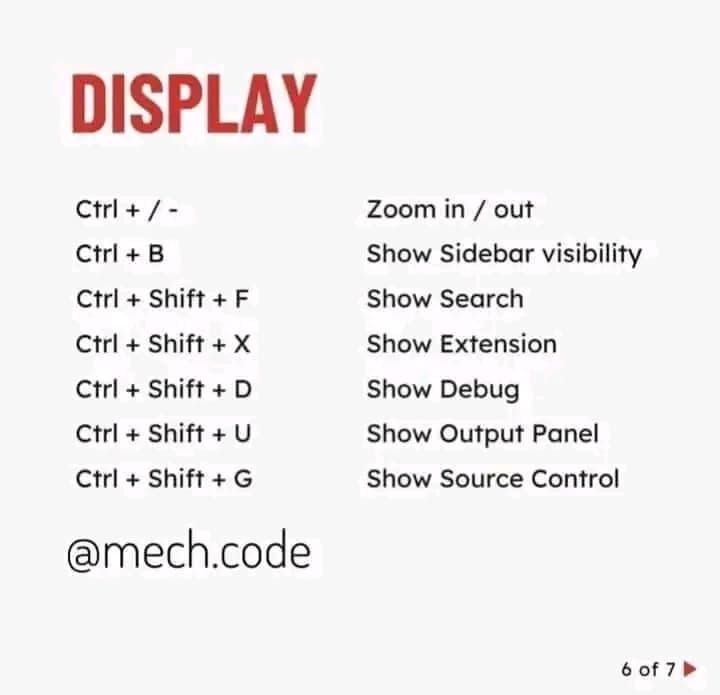 DISPLAY
Ctrl + / - Zoom in / out
Ctrl + B Show Sidebar visibility
Ctrl + Shift + F Show Search
Ctrl + Shift + X Show Extension
Ctrl + Shift + D Show Debug
Ctrl + Shift + U Show Output Panel
Ctrl + Shift + G Show Source Control
@mech.code
6 of 7